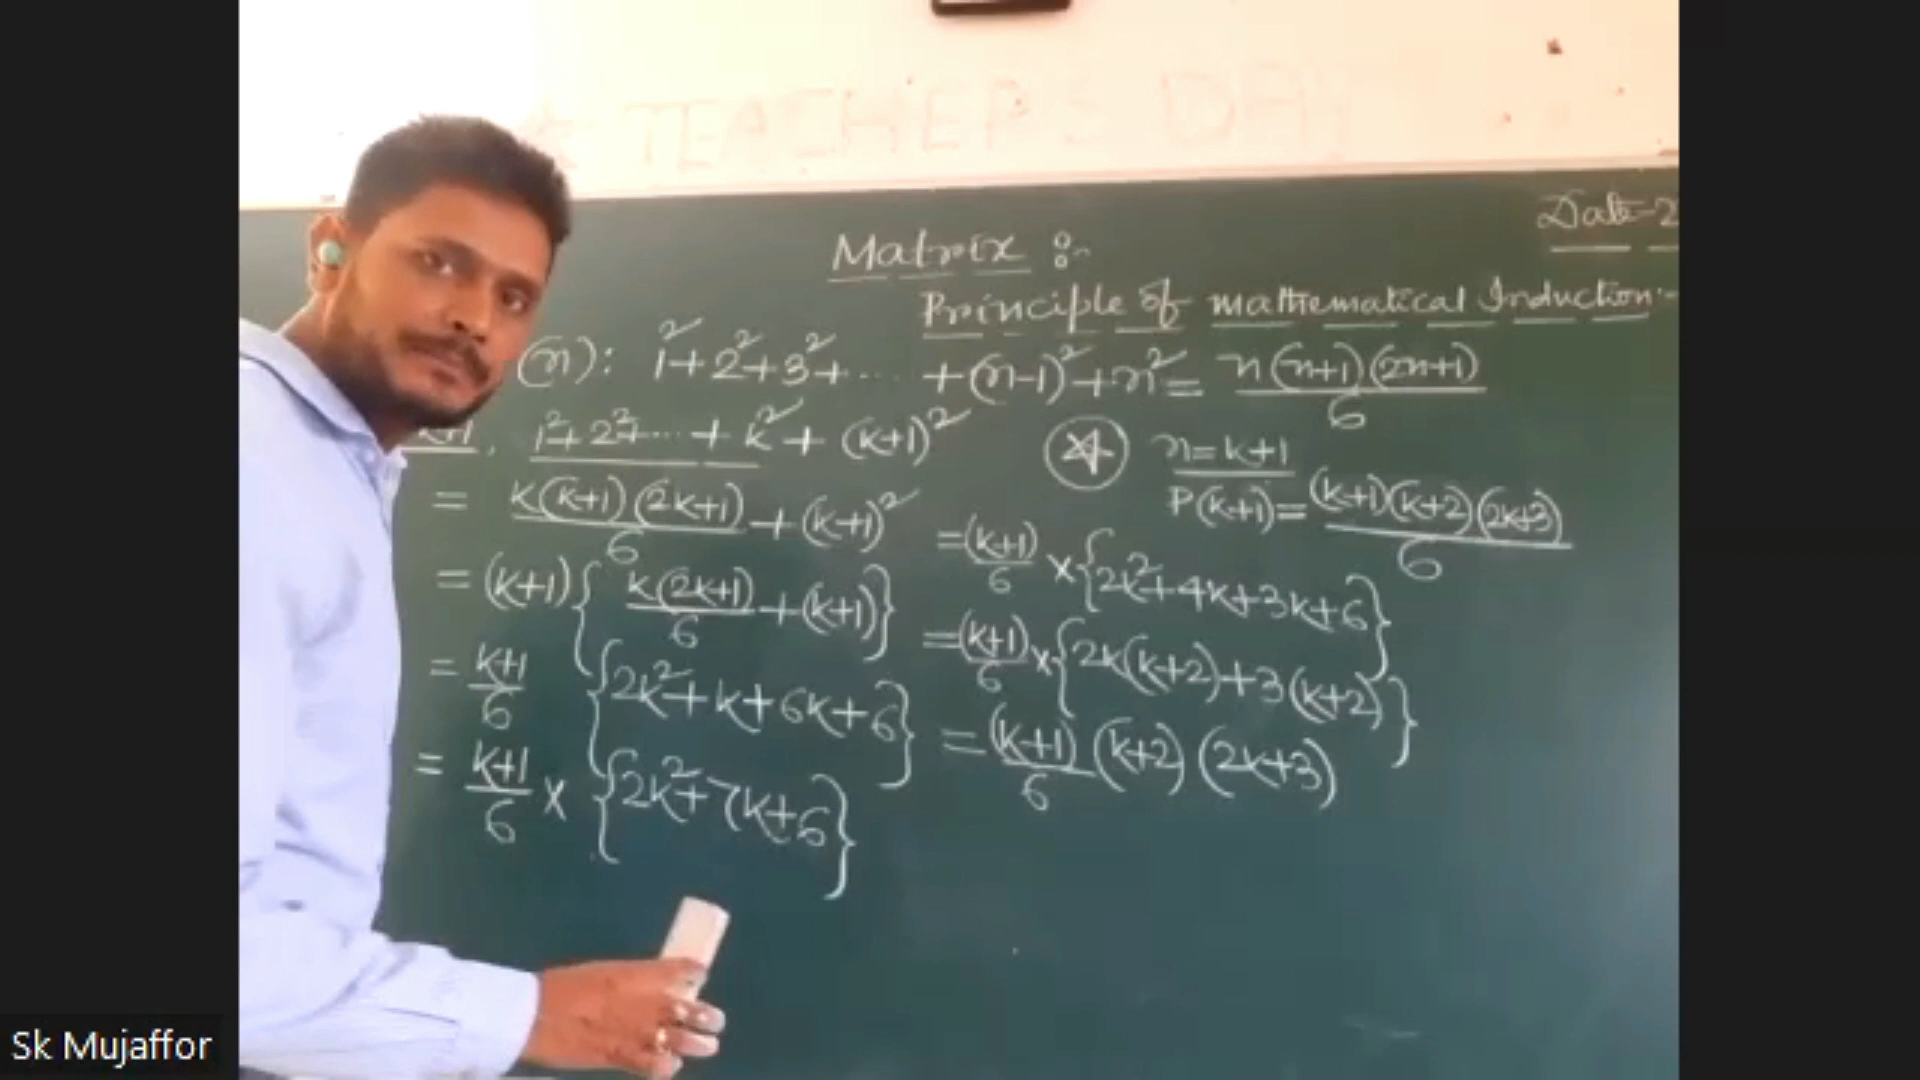 TEACHER'S DAY
Date-2
Matrix :-
Principle of mathematical Induction:-
(n): 1²+2²+3²+.... +(n-1)²+n²= n(n+1)(2n+1)/6
k+1, 1²+2²+...+k²+(k+1)²
= k(k+1)(2k+1)/6+(k+1)²
=(k+1){k(2k+1)/6+(k+1)}
= k+1/6 {2k²+k+6k+6}
= k+1/6 x {2k²+7k+6}
n=k+1
P(k+1)=(k+1)(k+2)(2k+3)/6
=(k+1)/6 x{2k²+4k+3k+6}
=(k+1)/6 x{2k(k+2)+3(k+2)}
=(k+1)/6 (k+2)(2k+3)
Sk Mujaffor